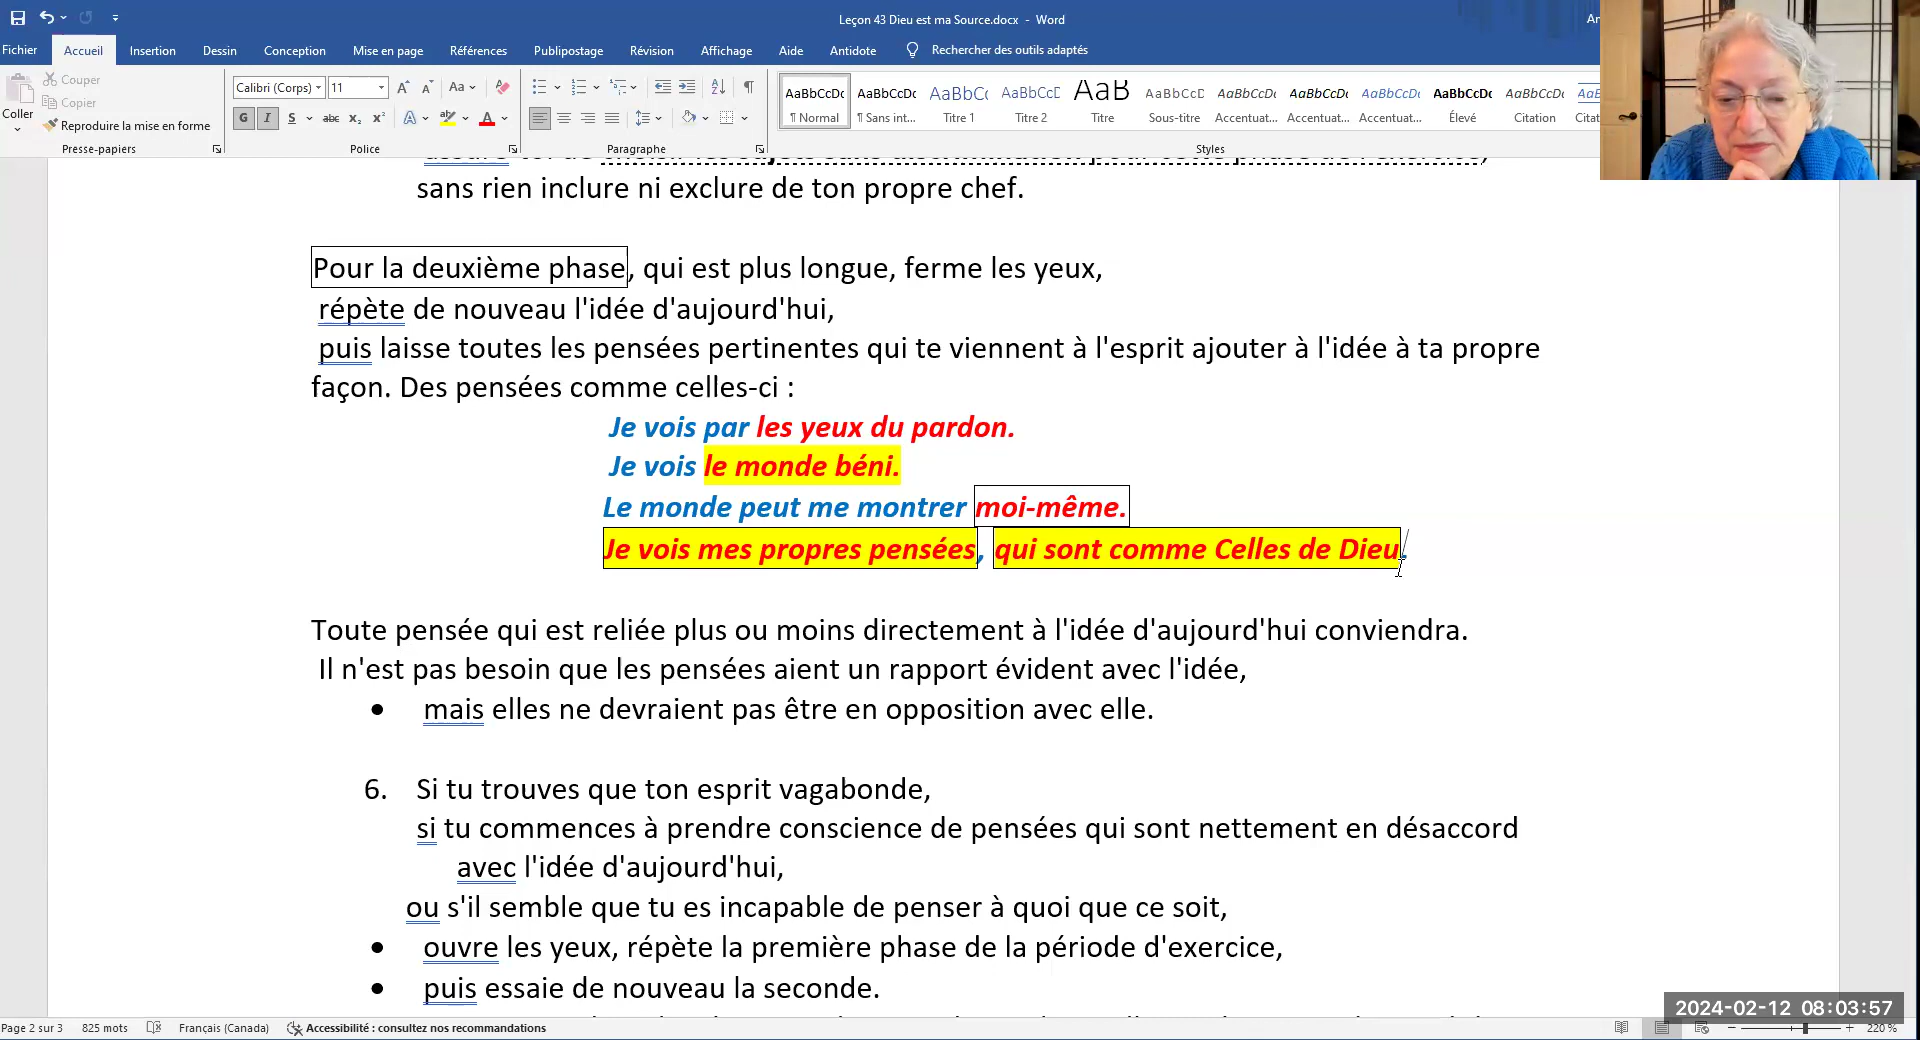 Leçon 43 Dieu est ma Source.docx - Word
Fichier Accueil Insertion Dessin Conception Mise en page Références Publipostage Révision Affichage Aide Antidote Rechercher des outils adaptés
Coller
Couper
Copier
Reproduire la mise en forme
Presse-papiers
Calibri (Corps) 11
Aa
G I S abc x₂ x² A A
Police
Paragraphe
AaBbCcDc AaBbCcDc AaBbC( AaBbCcD AaB AaBbCcD AaBbCcDc AaBbCcDc AaBbCcDc AaBbCcDc AaBbCcDc
¶ Normal ¶ Sans int... Titre 1 Titre 2 Titre Sous-titre Accentuat... Accentuat... Accentuat... Élevé Citation
Styles
sans rien inclure ni exclure de ton propre chef.
Pour la deuxième phase, qui est plus longue, ferme les yeux,
répète de nouveau l'idée d'aujourd'hui,
puis laisse toutes les pensées pertinentes qui te viennent à l'esprit ajouter à l'idée à ta propre
façon. Des pensées comme celles-ci :
Je vois par les yeux du pardon.
Je vois le monde béni.
Le monde peut me montrer moi-même.
Je vois mes propres pensées, qui sont comme Celles de Dieu.
Toute pensée qui est reliée plus ou moins directement à l'idée d'aujourd'hui conviendra.
Il n'est pas besoin que les pensées aient un rapport évident avec l'idée,
• mais elles ne devraient pas être en opposition avec elle.
6. Si tu trouves que ton esprit vagabonde,
si tu commences à prendre conscience de pensées qui sont nettement en désaccord
avec l'idée d'aujourd'hui,
ou s'il semble que tu es incapable de penser à quoi que ce soit,
• ouvre les yeux, répète la première phase de la période d'exercice,
• puis essaie de nouveau la seconde.
2024-02-12 08:03:57
Page 2 sur 3 825 mots Français (Canada) Accessibilité : consultez nos recommandations 220 %